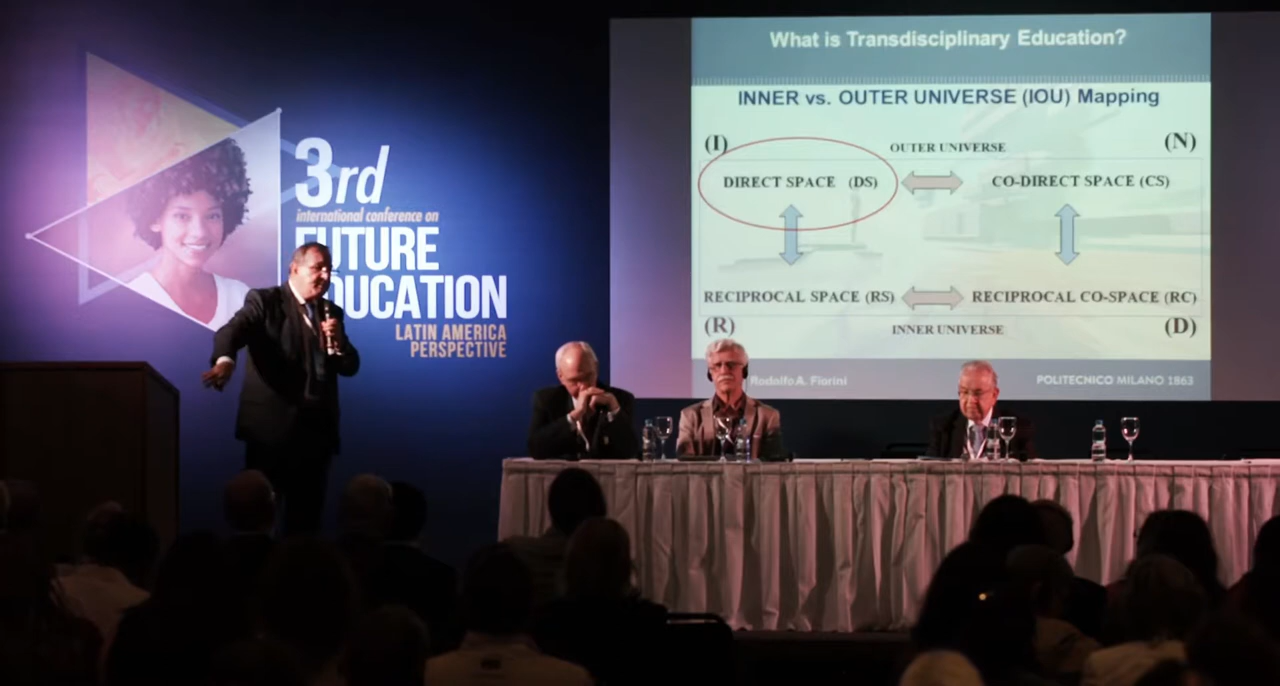 3rd
international conference on
FUTURE
EDUCATION
LATIN AMERICA
PERSPECTIVE
What is Transdisciplinary Education?
INNER vs. OUTER UNIVERSE (IOU) Mapping
(I) OUTER UNIVERSE (N)
DIRECT SPACE (DS) CO-DIRECT SPACE (CS)
RECIPROCAL SPACE (RS) RECIPROCAL CO-SPACE (RC)
(R) INNER UNIVERSE (D)
Rodolfo A. Fiorini POLITECNICO MILANO 1863